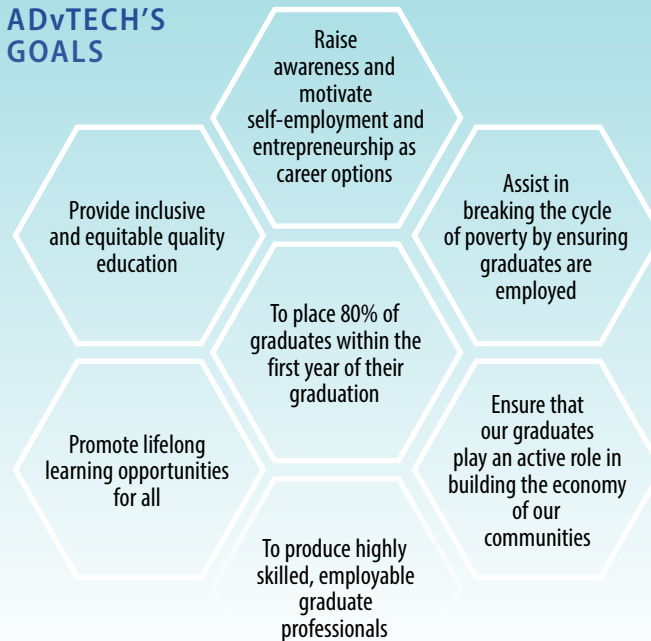 ADvTECH'S
GOALS
Raise
awareness and
motivate
self-employment and
entrepreneurship as
career options
Provide inclusive
and equitable quality
education
Assist in
breaking the cycle
of poverty by ensuring
graduates are
employed
To place 80% of
graduates within the
first year of their
graduation
Promote lifelong
learning opportunities
for all
Ensure that
our graduates
play an active role in
building the economy
of our
communities
To produce highly
skilled, employable
graduate
professionals